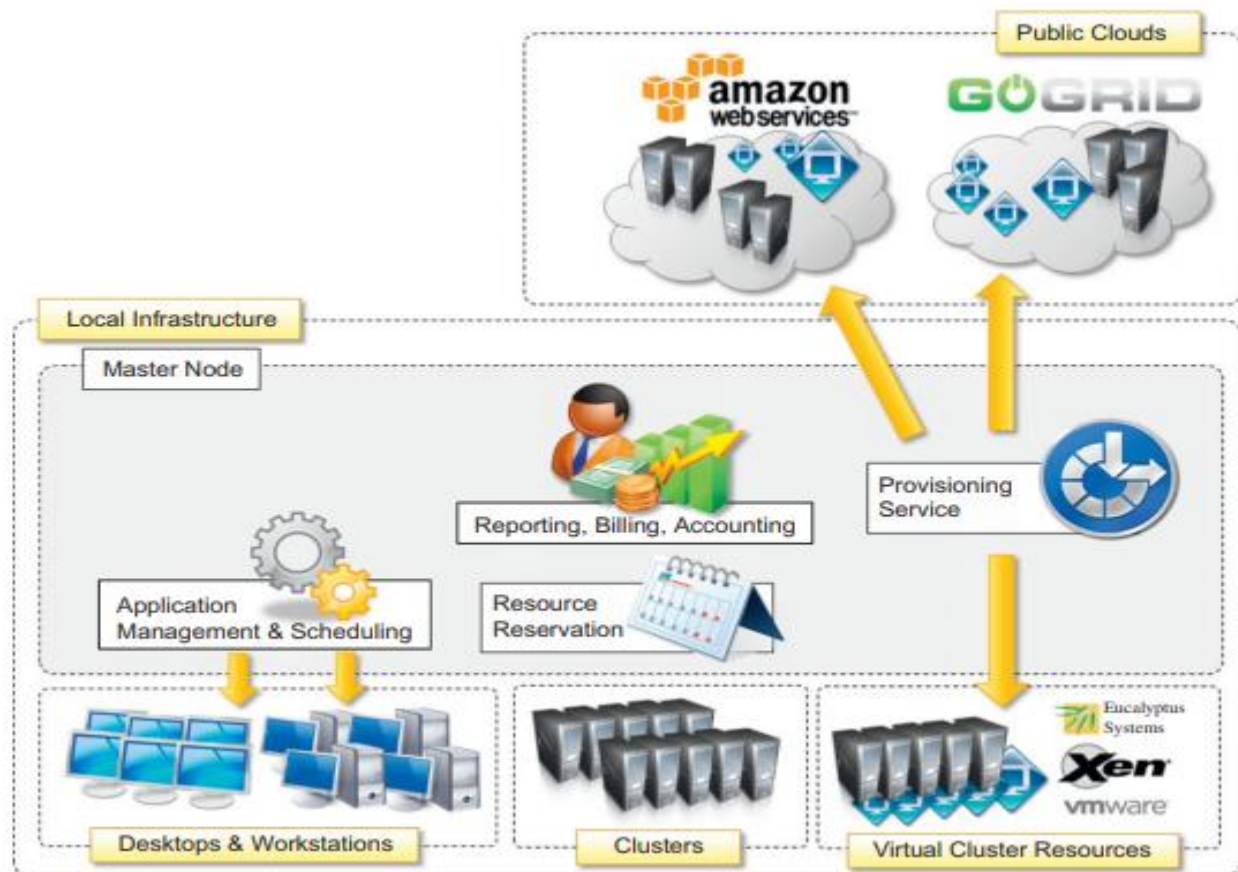 Public Clouds
amazon
webservices™
GOGRID
Local Infrastructure
Master Node
Reporting, Billing, Accounting
Provisioning
Service
Application
Management & Scheduling
Resource
Reservation
Eucalyptus
Systems
Xen®
vmware®
Desktops & Workstations
Clusters
Virtual Cluster Resources